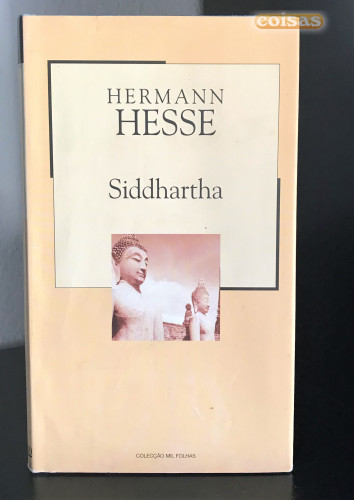 coisas
HERMANN
HESSE
Siddhartha
COLECÇÃO MIL FOLHAS